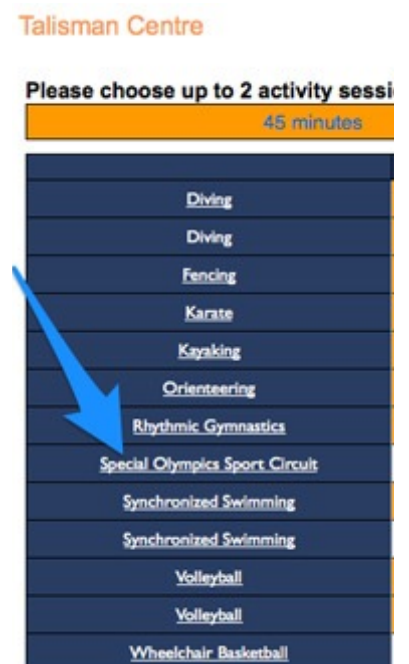 Talisman Centre
Please choose up to 2 activity sessi
45 minutes
Diving
Diving
Fencing
Karate
Kayaking
Orienteering
Rhythmic Gymnastics
Special Olympics Sport Circuit
Synchronized Swimming
Synchronized Swimming
Volleyball
Volleyball
Wheelchair Basketball